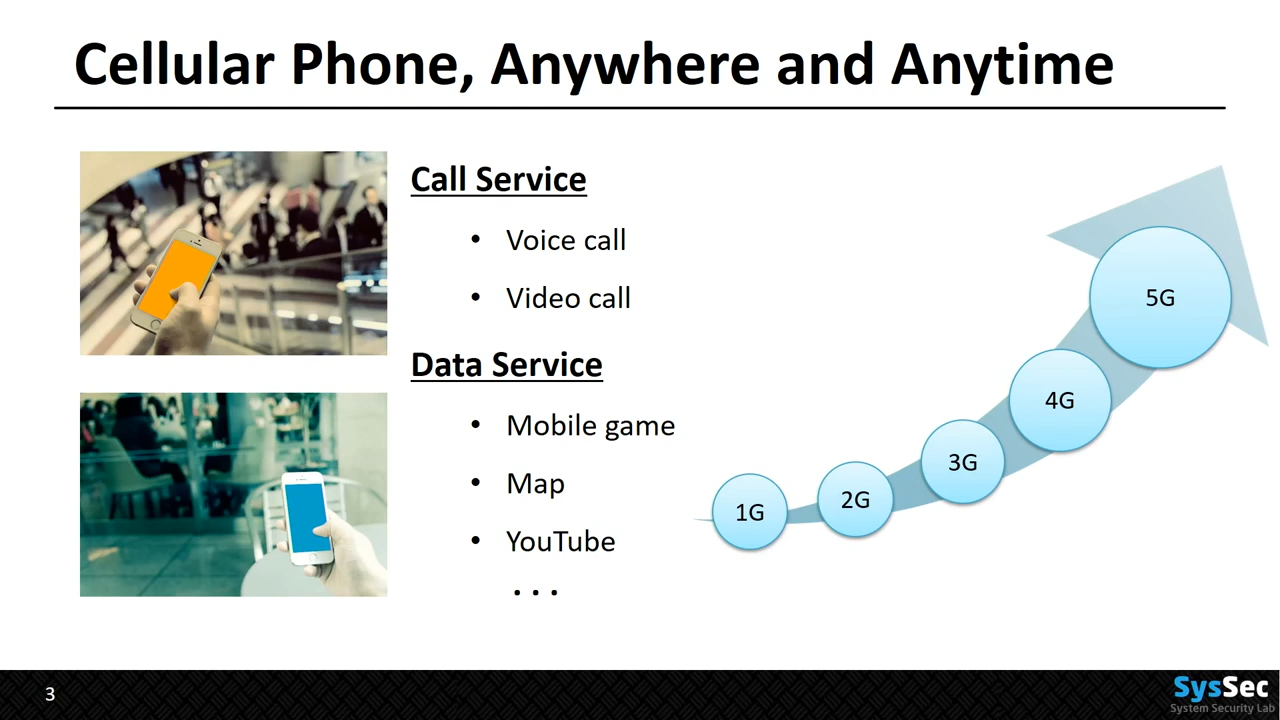 Cellular Phone, Anywhere and Anytime
Call Service
• Voice call
• Video call
Data Service
• Mobile game
• Map
• YouTube
. . .
1G
2G
3G
4G
5G
3
SysSec
System Security Lab